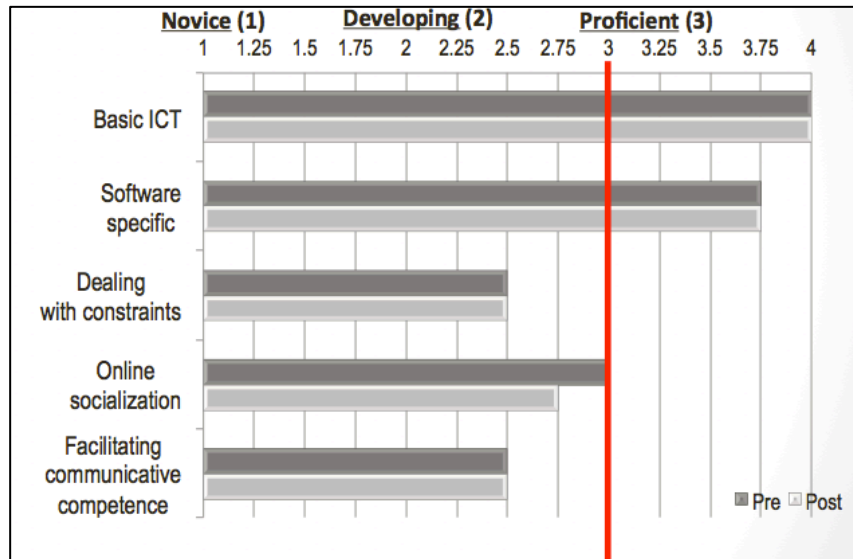 Novice (1) Developing (2) Proficient (3)
1 1.25 1.5 1.75 2 2.25 2.5 2.75 3 3.25 3.5 3.75 4
Basic ICT
Software
specific
Dealing
with constraints
Online
socialization
Facilitating
communicative
competence
Pre Post